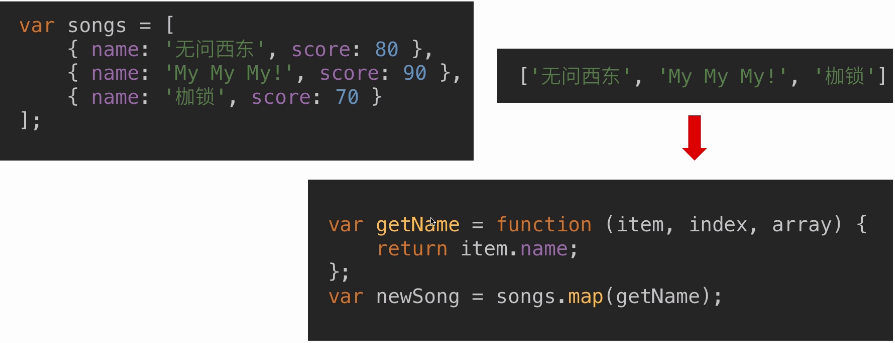 var songs = [
    { name: '无问西东', score: 80 },
    { name: 'My My My!', score: 90 },
    { name: '枷锁', score: 70 }
];
['无问西东', 'My My My!', '枷锁']
var getName = function (item, index, array) {
    return item.name;
};
var newSong = songs.map(getName);